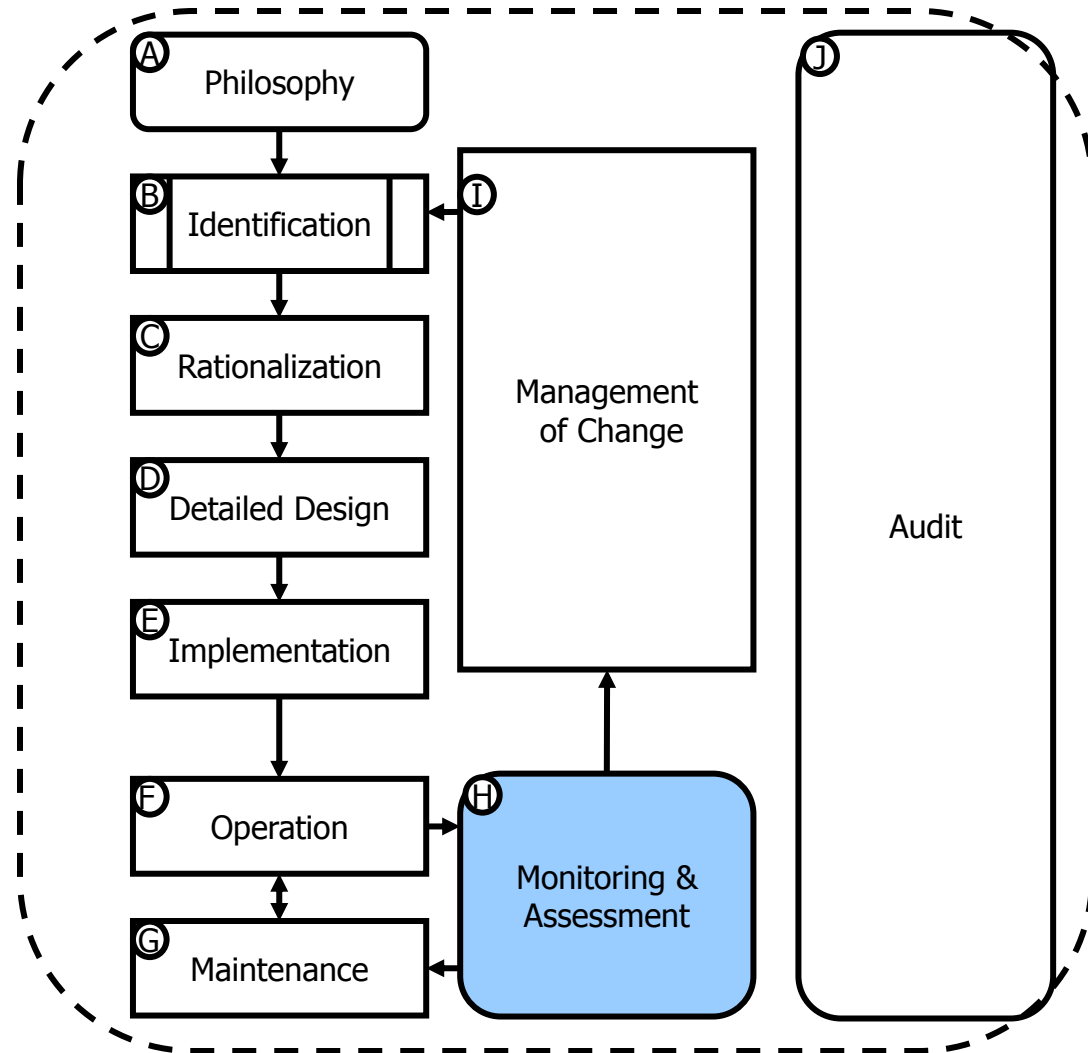 A
Philosophy
B
Identification
C
Rationalization
D
Detailed Design
E
Implementation
F
Operation
G
Maintenance
H
Monitoring &
Assessment
I
Management
of Change
J
Audit